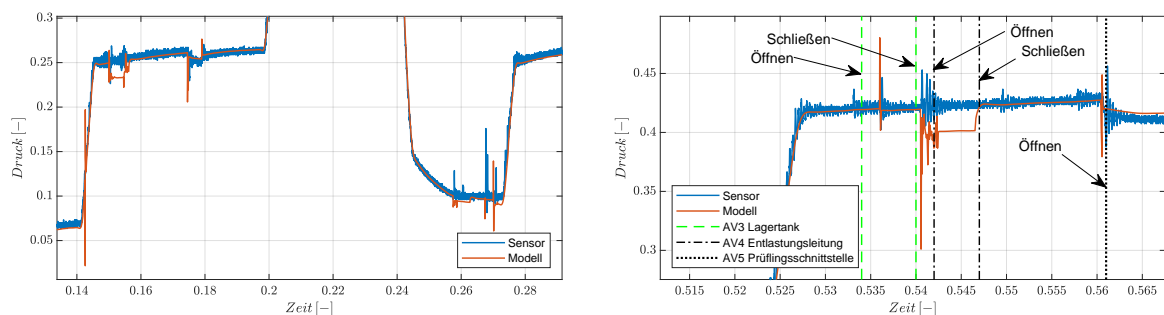 0.3
0.25
0.2
0.15
0.1
0.05
Druck [−]
0.14 0.16 0.18 0.2 0.22 0.24 0.26 0.28
Zeit [−]
Sensor
Modell
0.45
0.4
0.35
0.3
Druck [−]
0.515 0.52 0.525 0.53 0.535 0.54 0.545 0.55 0.555 0.56 0.565
Zeit [−]
Schließen
Öffnen
Öffnen
Schließen
Öffnen
Sensor
Modell
AV3 Lagertank
AV4 Entlastungsleitung
AV5 Prüflingsschnittstelle